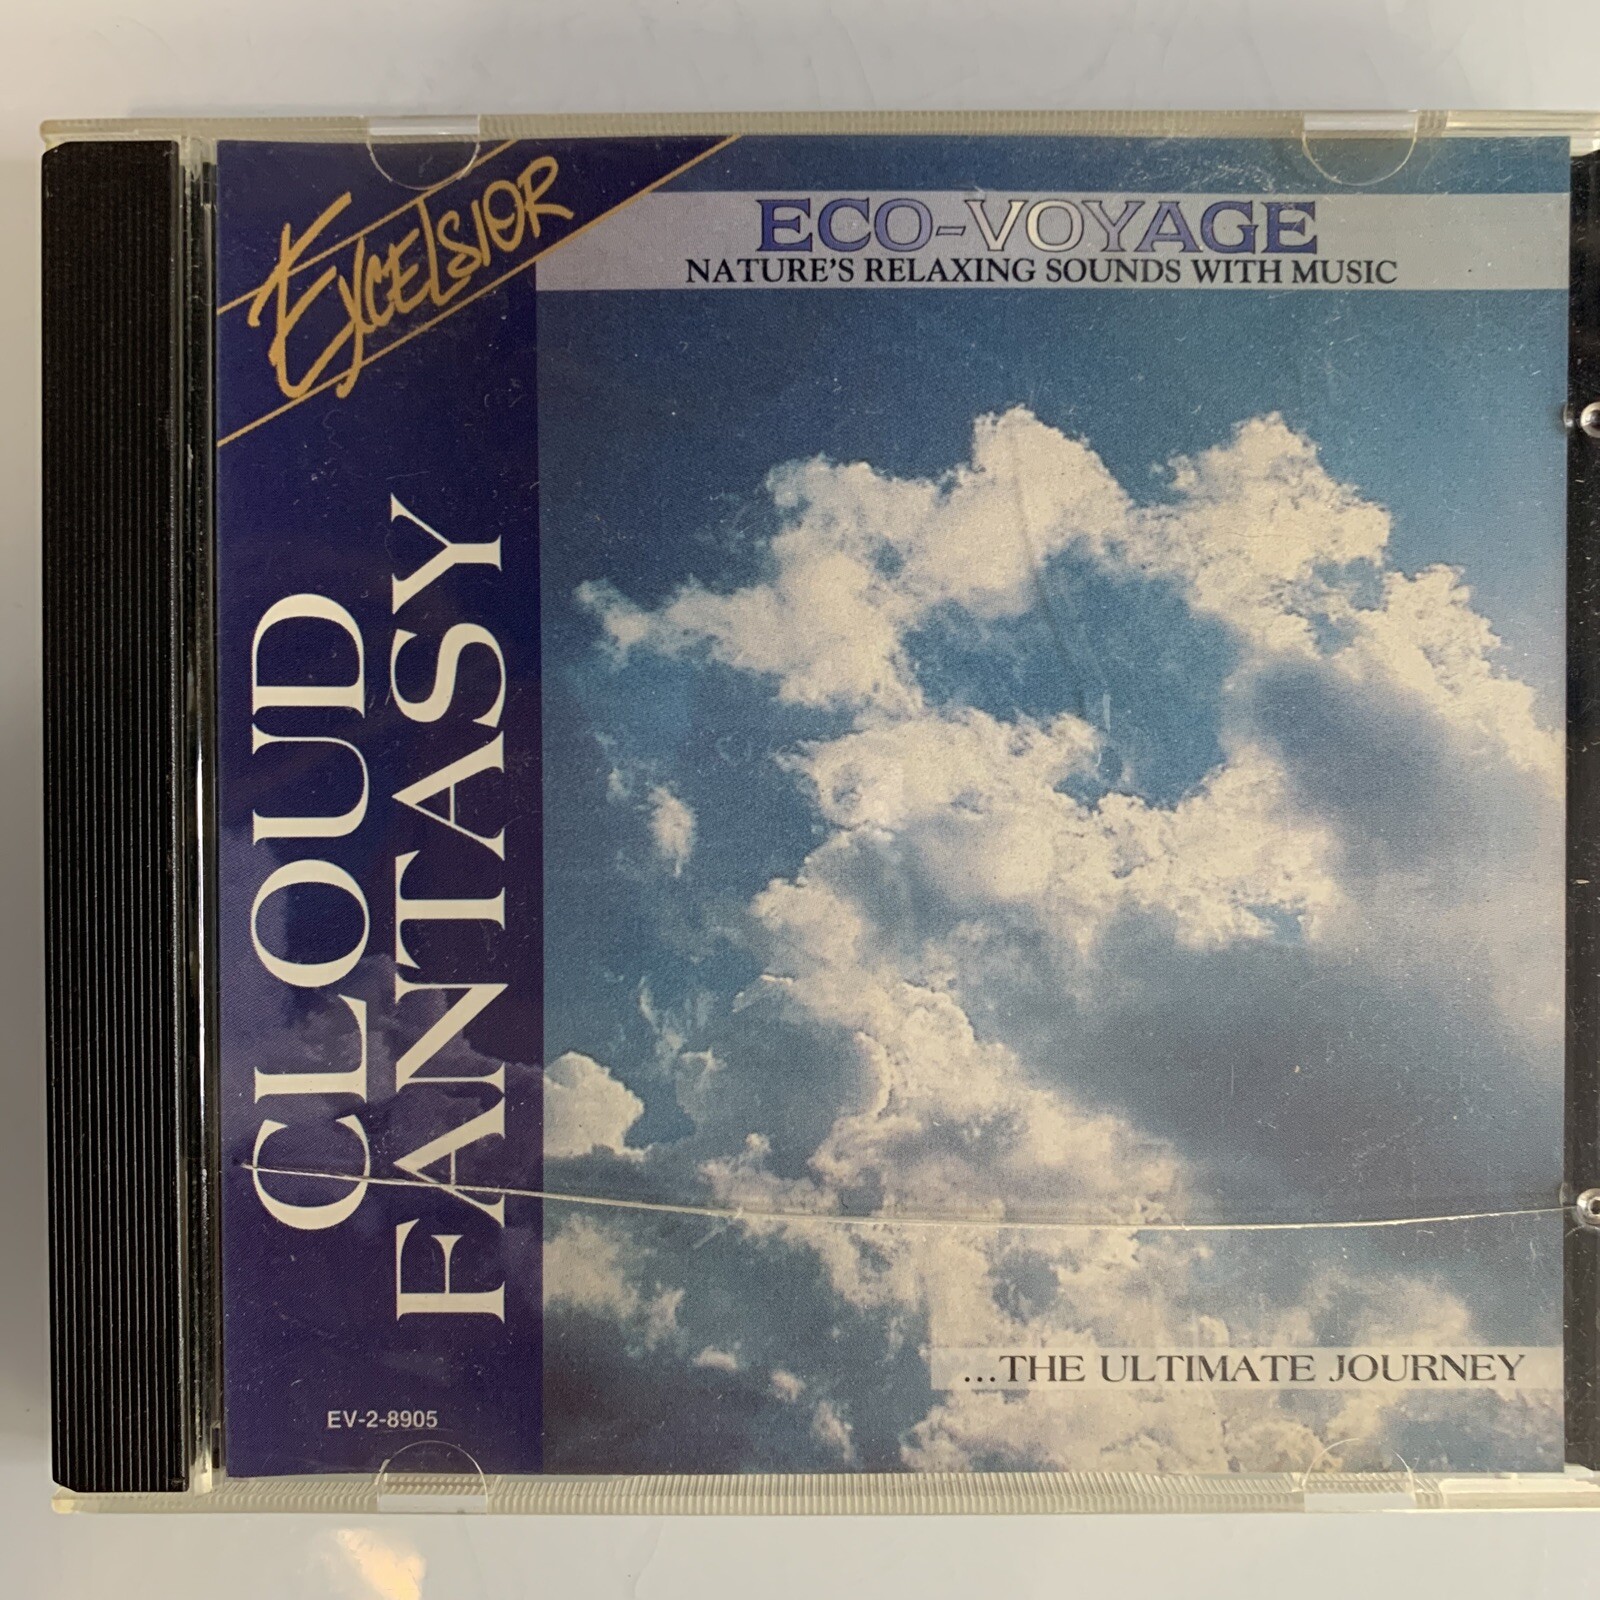 EXCELSIOR
ECO-VOYAGE
NATURE'S RELAXING SOUNDS WITH MUSIC
CLOUD
FANTASY
...THE ULTIMATE JOURNEY
EV-2-8905